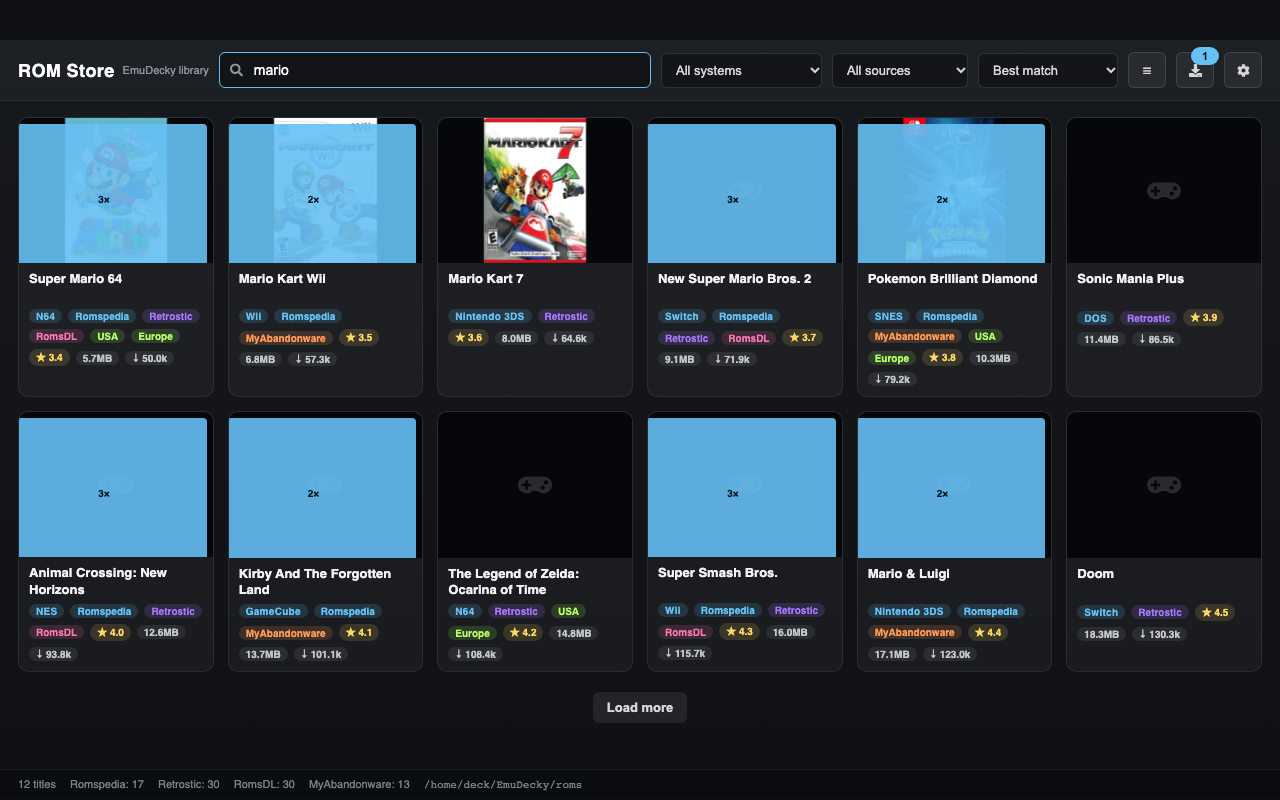 ROM Store EmuDecky library mario All systems All sources Best match 1
3× 2× MARIOKART 7 3× 2×
Super Mario 64 Mario Kart Wii Mario Kart 7 New Super Mario Bros. 2 Pokemon Brilliant Diamond Sonic Mania Plus
N64 Romspedia Retrostic
RomsDL USA Europe
★ 3.4 5.7MB ↓ 50.0k
Wii Romspedia
MyAbandonware ★ 3.5
6.8MB ↓ 57.3k
Nintendo 3DS Retrostic
★ 3.6 8.0MB ↓ 64.6k
Switch Romspedia
Retrostic RomsDL ★ 3.7
9.1MB ↓ 71.9k
SNES Romspedia
MyAbandonware USA
Europe ★ 3.8 10.3MB
↓ 79.2k
DOS Retrostic ★ 3.9
11.4MB ↓ 86.5k
3× 2× 3× 2×
Animal Crossing: New
Horizons
NES Romspedia Retrostic
RomsDL ★ 4.0 12.6MB
↓ 93.8k
Kirby And The Forgotten
Land
GameCube Romspedia
MyAbandonware ★ 4.1
13.7MB ↓ 101.1k
The Legend of Zelda:
Ocarina of Time
N64 Retrostic USA
Europe ★ 4.2 14.8MB
↓ 108.4k
Super Smash Bros.
Wii Romspedia Retrostic
RomsDL ★ 4.3 16.0MB
↓ 115.7k
Mario & Luigi
Nintendo 3DS Romspedia
MyAbandonware ★ 4.4
17.1MB ↓ 123.0k
Doom
Switch Retrostic ★ 4.5
18.3MB ↓ 130.3k
Load more
12 titles Romspedia: 17 Retrostic: 30 RomsDL: 30 MyAbandonware: 13 /home/deck/EmuDecky/roms